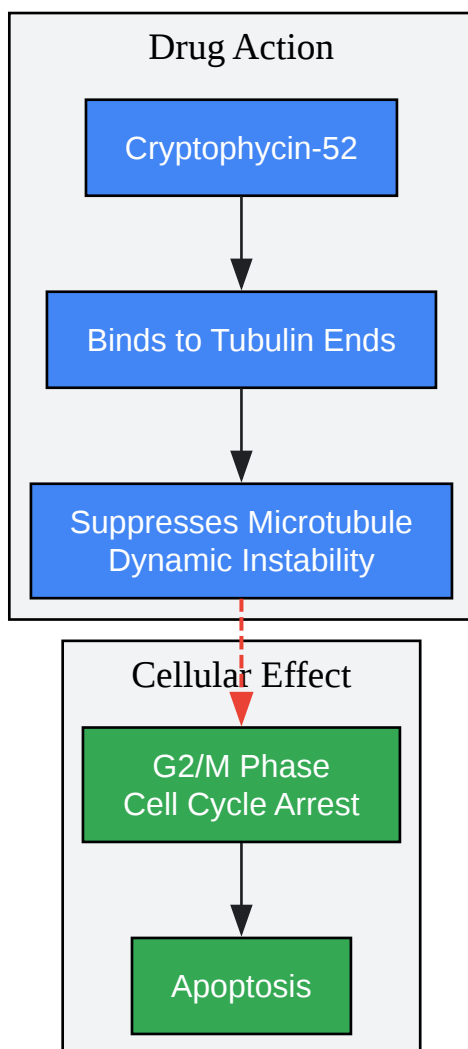 Drug Action
Cryptophycin-52
Binds to Tubulin Ends
Suppresses Microtubule
Dynamic Instability
Cellular Effect
G2/M Phase
Cell Cycle Arrest
Apoptosis